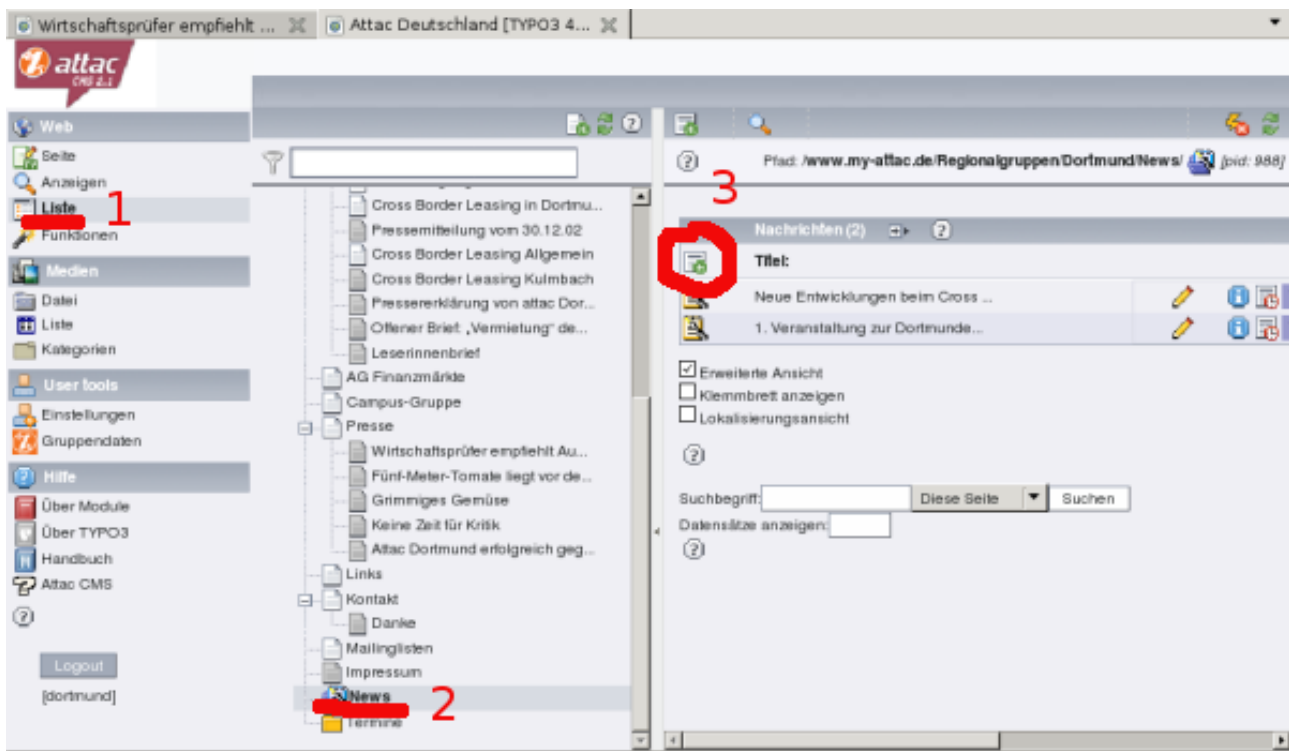 Wirtschaftsprüfer empfiehlt ...
Attac Deutschland [TYPO3 4...
attac
CMS 2.1
Web
Seite
Anzeigen
Liste
1
Funktionen
Medien
Datei
Liste
Kategorien
User tools
Einstellungen
Gruppendaten
Hilfe
Über Module
Über TYPO3
Handbuch
Attac CMS
Logout
[dortmund]
Cross Border Leasing in Dortmu...
Pressemitteilung vom 30.12.02
Cross Border Leasing Allgemein
Cross Border Leasing Kulmbach
Pressererklärung von attac Dor...
Offener Brief: „Vermietung“ de...
Leserinnenbrief
AG Finanzmärkte
Campus-Gruppe
Presse
Wirtschaftsprüfer empfiehlt Au...
Fünf-Meter-Tomate liegt vor de...
Grimmiges Gemüse
Keine Zeit für Kritik
Attac Dortmund erfolgreich geg...
Links
Kontakt
Danke
Mailinglisten
Impressum
News
2
Termine
Pfad: /www.my-attac.de/Regionalgruppen/Dortmund/News/ [pid: 988]
3
Nachrichten (2)
Titel:
Neue Entwicklungen beim Cross ...
1. Veranstaltung zur Dortmunde...
Erweiterte Ansicht
Klemmbrett anzeigen
Lokalisierungsansicht
Suchbegriff: Diese Seite Suchen
Datensätze anzeigen: